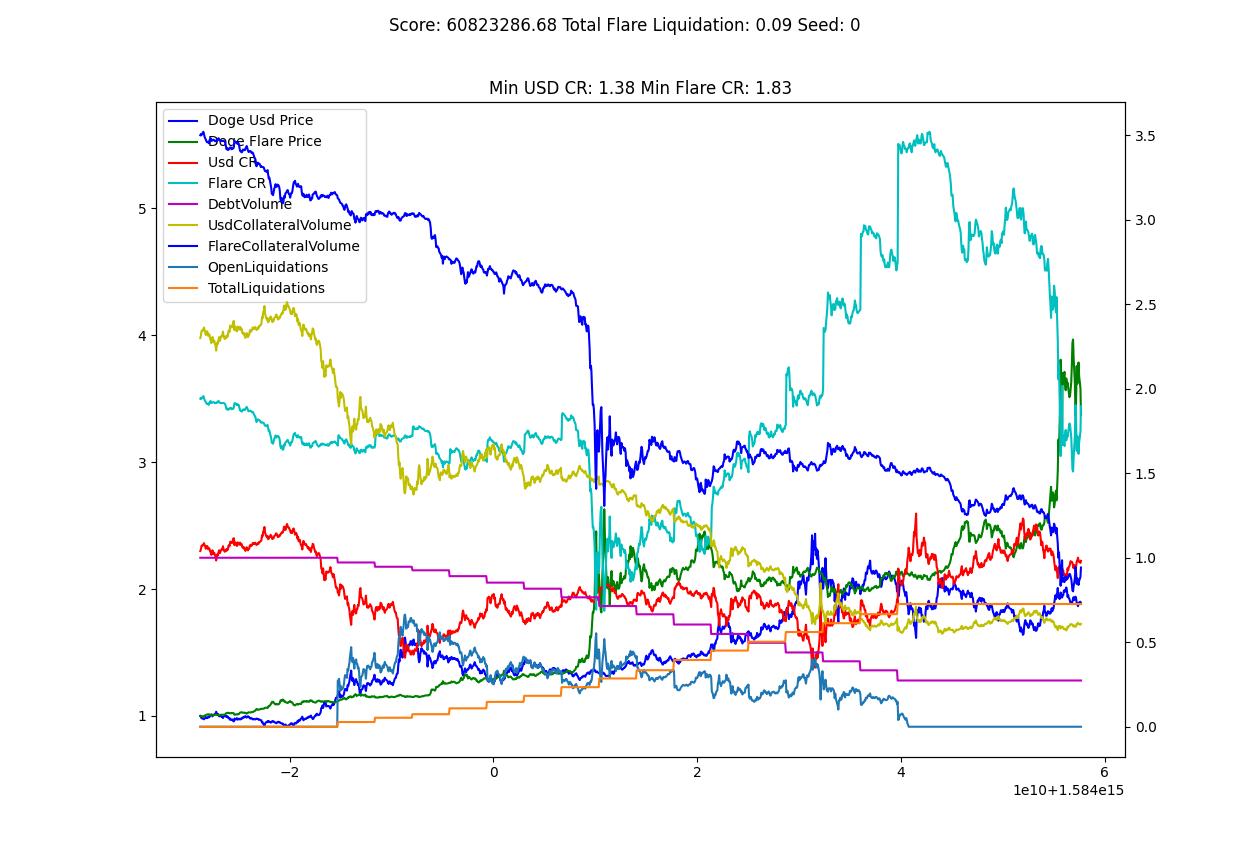 Score: 60823286.68 Total Flare Liquidation: 0.09 Seed: 0
Min USD CR: 1.38 Min Flare CR: 1.83
Doge Usd Price
Doge Flare Price
Usd CR
Flare CR
DebtVolume
UsdCollateralVolume
FlareCollateralVolume
OpenLiquidations
TotalLiquidations
5
4
3
2
1
3.5
3.0
2.5
2.0
1.5
1.0
0.5
0.0
−2 0 2 4 6
1e10+1.584e15